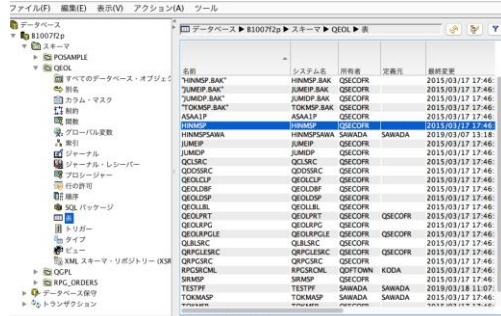 ファイル(F) 編集(E) 表示(V) アクション(A) ツール
データベース
B1007f2p
スキーマ
POSAMPLE
QEOL
すべてのデータベース・オブジェク
別名
カラム・マスク
制約
関数
グローバル変数
索引
ジャーナル
ジャーナル・レシーバー
プロシージャー
行の許可
順序
SQL パッケージ
表
トリガー
タイプ
ビュー
XML スキーマ・リポジトリー (XSR
QGPL
RPG_ORDERS
データベース保守
トランザクション
データベース ▶ B1007f2p ▶ スキーマ ▶ QEOL ▶ 表
名前 システム名 所有者 定義元 最終変更
"HINMSP.BAK" HINMSP.BAK QSECOFR 2015/03/17 17:46:
"JUMEIP.BAK" JUMEIP.BAK QSECOFR 2015/03/17 17:46:
"JUMIDP.BAK" JUMIDP.BAK QSECOFR 2015/03/17 17:46:
"TOKMSP.BAK" TOKMSP.BAK QSECOFR 2015/03/17 17:46:
ASAA1P ASAA1P QSECOFR 2015/03/17 17:46:
HINMSP HINMSP QSECOFR 2015/03/17 17:46:
HINMSPSAWA HINMSPSAWA SAWADA SAWADA 2015/03/07 13:18:
JUMEIP JUMEIP QSECOFR 2015/03/17 17:46:
JUMIDP JUMIDP QSECOFR 2015/03/17 17:46:
QCLSRC QCLSRC QSECOFR 2015/03/17 17:46:
QDDSSRC QDDSSRC QSECOFR 2015/03/17 17:46:
QEOLCLP QEOLCLP QSECOFR 2015/03/17 17:46:
QEOLDBF QEOLDBF QSECOFR 2015/03/17 17:46:
QEOLDSP QEOLDSP QSECOFR 2015/03/17 17:46:
QEOLLBL QEOLLBL QSECOFR 2015/03/17 17:46:
QEOLPRT QEOLPRT QSECOFR QSECOFR 2015/03/17 17:46:
QEOLRPG QEOLRPG QSECOFR 2015/03/17 17:46:
QEOLRPGLE QEOLRPGLE QSECOFR QSECOFR 2015/03/17 17:46:
QLBLSRC QLBLSRC QSECOFR 2015/03/17 17:46:
QRPGLESRC QRPGLESRC QSECOFR QSECOFR 2015/03/17 17:46:
QRPGSRC QRPGSRC QSECOFR 2015/03/17 17:46:
RPGSRCML RPGSRCML QDFTOWN KODA 2015/03/17 17:46:
SIRMSP SIRMSP QSECOFR 2015/03/17 17:46:
TESTPF TESTPF SAWADA SAWADA 2015/03/18 11:07:
TOKMASP TOKMASP SAWADA SAWADA 2015/03/17 17:46: